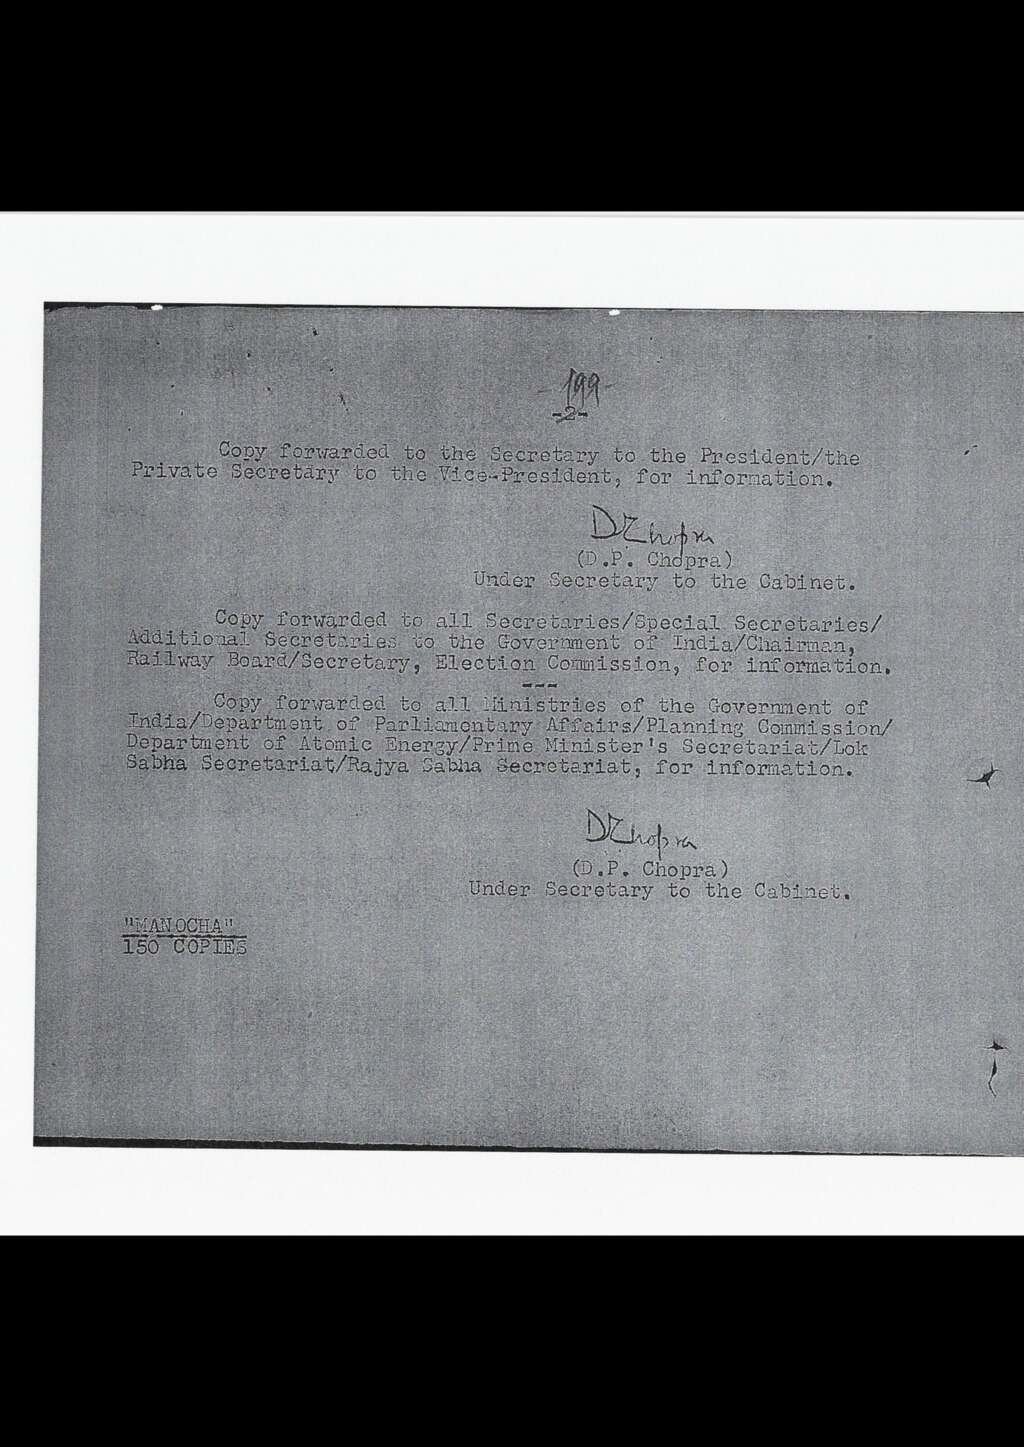 - 199 -
-2-
Copy forwarded to the Secretary to the President/the
Private Secretary to the Vice-President, for information.
DPChopra
(D.P. Chopra)
Under Secretary to the Cabinet.
Copy forwarded to all Secretaries/Special Secretaries/
Additional Secretaries to the Government of India/Chairman,
Railway Board/Secretary, Election Commission, for information.
---
Copy forwarded to all Ministries of the Government of
India/Department of Parliamentary Affairs/Planning Commission/
Department of Atomic Energy/Prime Minister's Secretariat/Lok
Sabha Secretariat/Rajya Sabha Secretariat, for information.
DPChopra
(D.P. Chopra)
Under Secretary to the Cabinet.
"MANOCHA"
150 COPIES